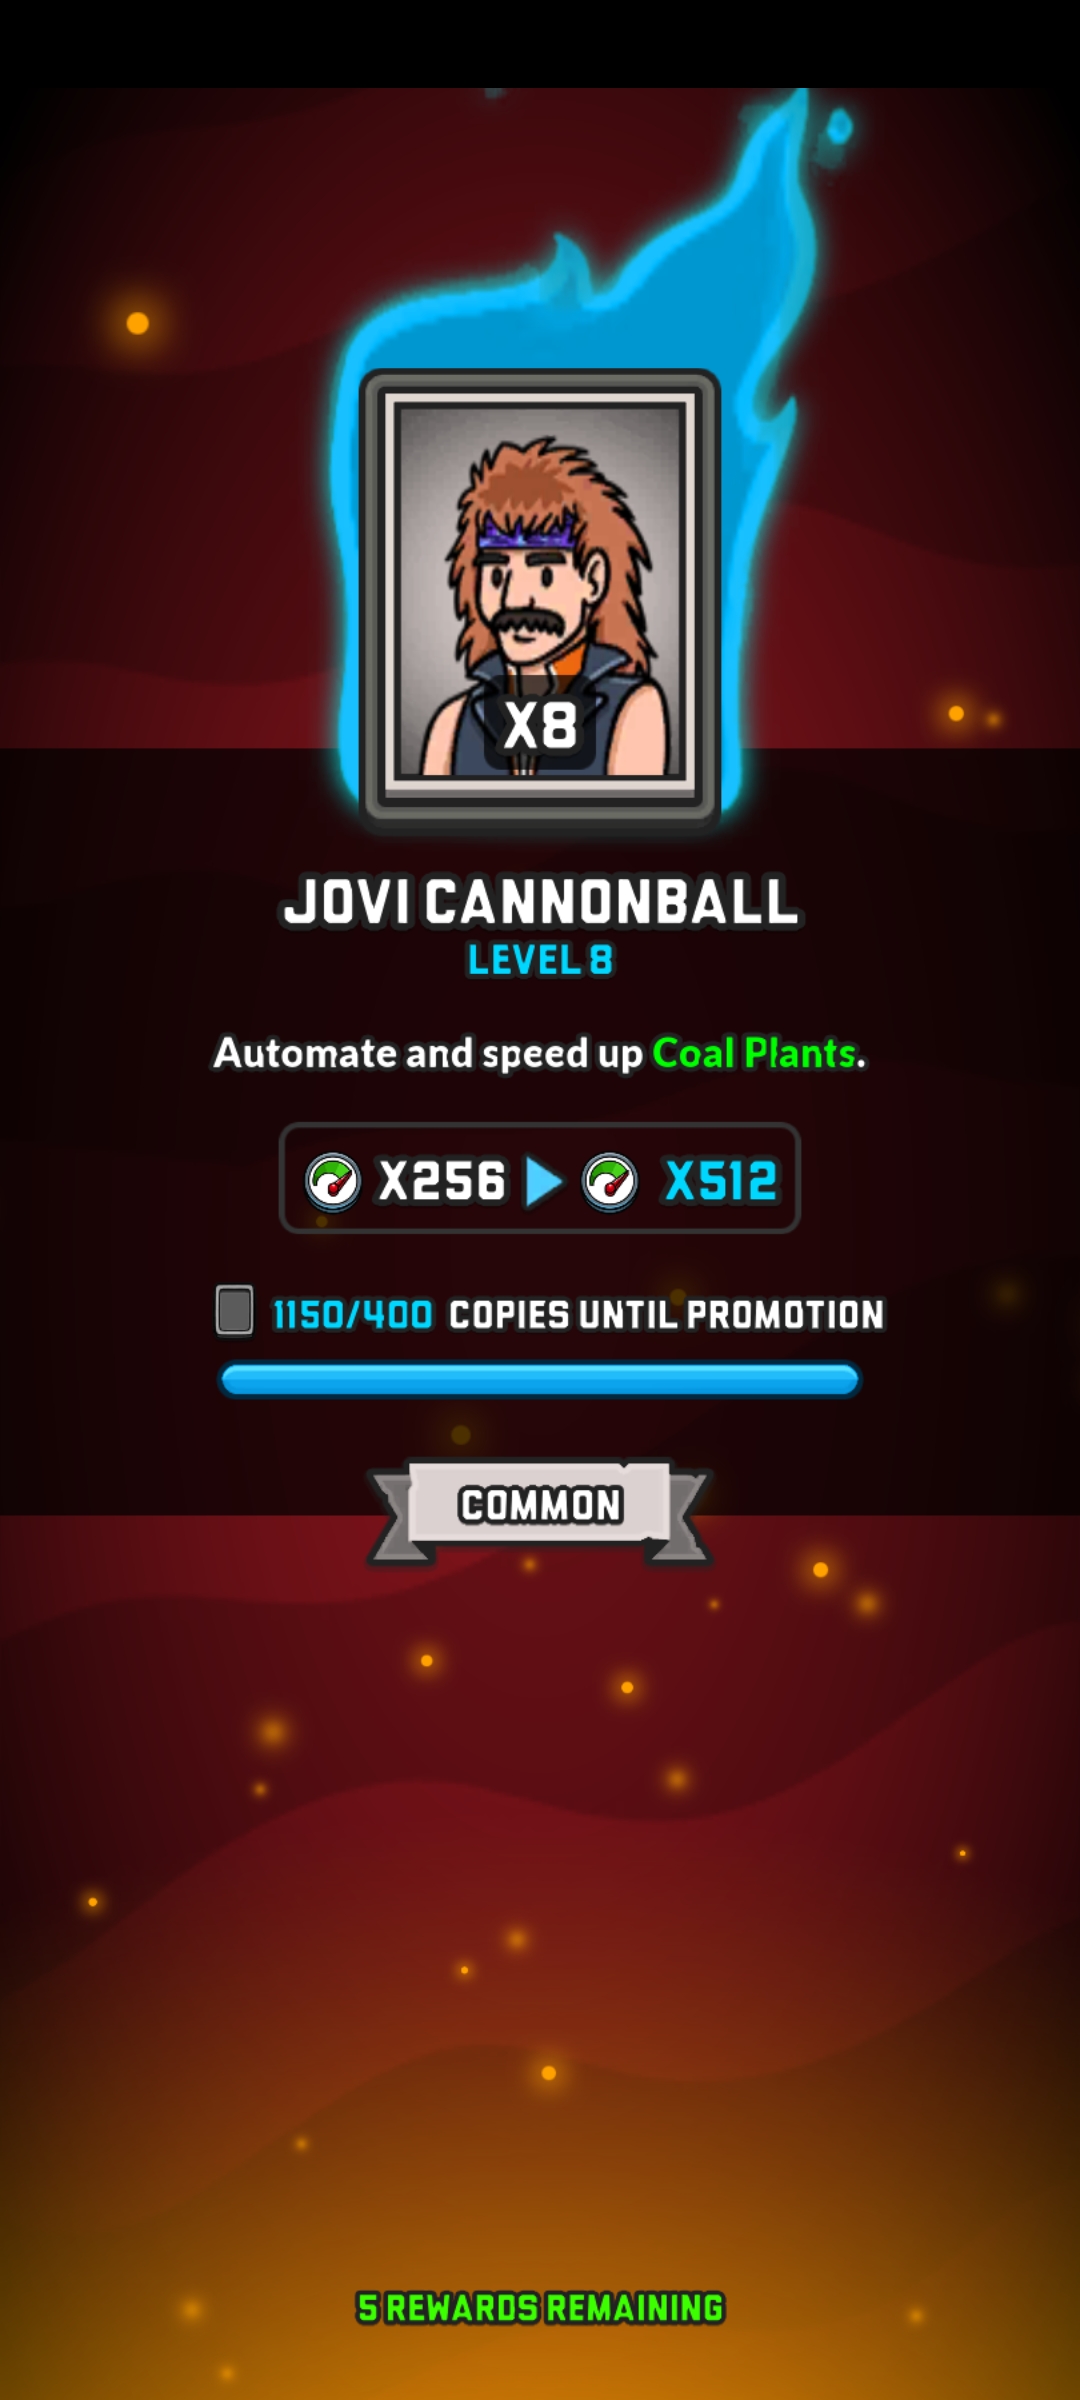 X8
JOVI CANNONBALL
LEVEL 8
Automate and speed up Coal Plants.
X256 X512
1150/400 COPIES UNTIL PROMOTION
COMMON
5 REWARDS REMAINING